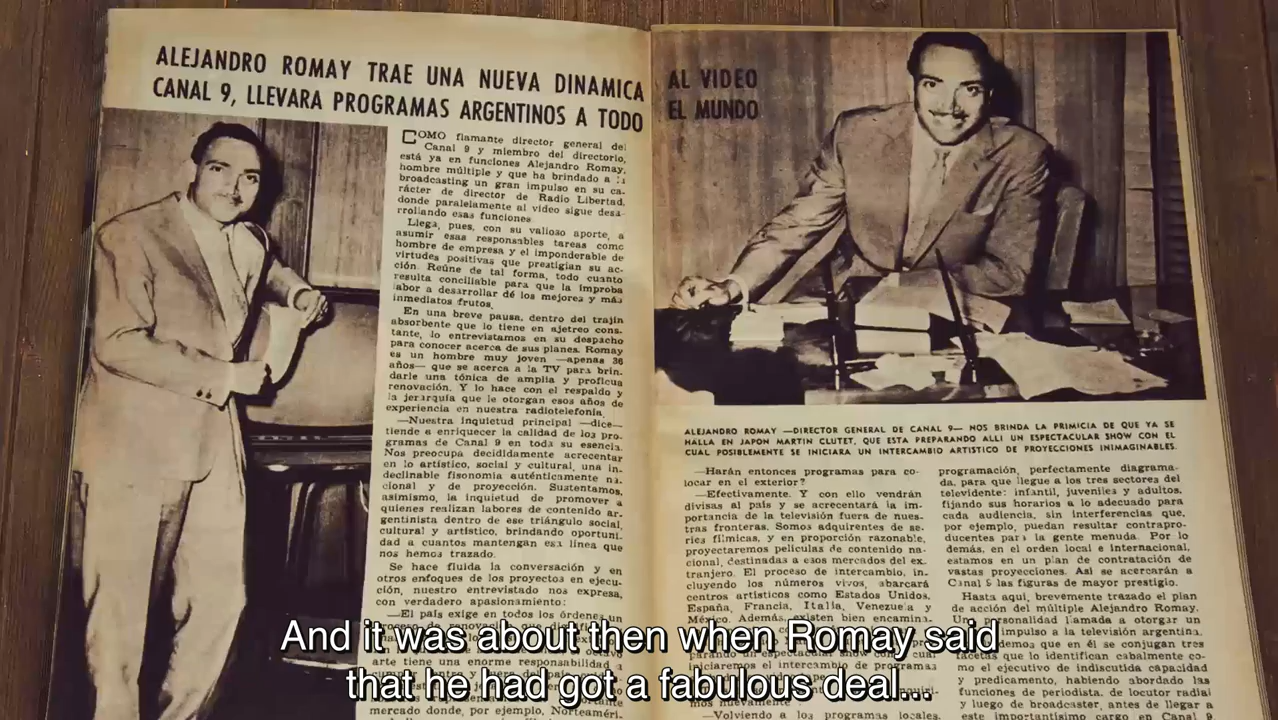 ALEJANDRO ROMAY TRAE UNA NUEVA DINAMICA
CANAL 9, LLEVARA PROGRAMAS ARGENTINOS A TODO
COMO flamante director general del
Canal 9 y miembro del directorio,
está ya en funciones Alejandro Romay,
hombre múltiple y que ha brindado a la
broadcasting un gran impulso en su ca-
rácter de director de Radio Libertad,
donde paralelamente al video sigue desa-
rrollando esas funciones
Llega, pues, con su valioso aporte, a
asumir esas responsables tareas como
hombre de empresa y el imponderable de
virtudes positivas que prestigian su ac-
ción. Reúne de tal forma, todo cuanto
resulta conciliable para que la improba
labor a desarrollar dé los mejores y más
inmediatos frutos.
En una breve pausa, dentro del trajín
absorbente que lo tiene en ajetreo cons-
tante, lo entrevistamos en su despacho
para conocer acerca de sus planes. Romay
es un hombre muy joven —apenas 36
años— que se acerca a la TV para brin-
darle una tónica de amplia y proficua
renovación. Y lo hace con el respaldo y
la jerarquía que le otorgan esos años de
experiencia en nuestra radiotelefonía.
—Nuestra inquietud principal —dice—
tiende a enriquecer la calidad de los pro-
gramas de Canal 9 en toda su esencia.
Nos preocupa decididamente acrecentar
en lo artístico, social y cultural, una in-
declinable fisonomía auténticamente na-
cional y de proyección. Sustentamos,
asimismo, la inquietud de promover a
quienes realizan labores de contenido ar-
gentinista dentro de ese triángulo social,
cultural y artístico, brindando oportuni-
dad a cuantos mantengan esa línea que
nos hemos trazado.
Se hace fluida la conversación y en
otros enfoques de los proyectos en ejecu-
ción, nuestro entrevistado nos expresa,
con verdadero apasionamiento:
—El país exige en todos los órdenes un
arte tiene una enorme responsabilidad a
mercado donde, por ejemplo, Norteaméri-
AL VIDEO
EL MUNDO
ALEJANDRO ROMAY —DIRECTOR GENERAL DE CANAL 9— NOS BRINDA LA PRIMICIA DE QUE YA SE
HALLA EN JAPON MARTIN CLUTET, QUE ESTA PREPARANDO ALLI UN ESPECTACULAR SHOW CON EL
CUAL POSIBLEMENTE SE INICIARA UN INTERCAMBIO ARTISTICO DE PROYECCIONES INIMAGINABLES.
—Harán entonces programas para co-
locar en el exterior?
—Efectivamente. Y con ello vendrán
divisas al país y se acrecentará la im-
portancia de la televisión fuera de nues-
tras fronteras. Somos adquirentes de se-
ries fílmicas, y en proporción razonable,
proyectaremos películas de contenido na-
cional, destinadas a esos mercados del ex-
tranjero. El proceso de intercambio, in-
cluyendo los números vivos, abarcará
centros artísticos como Estados Unidos,
España, Francia, Italia, Venezuela y
México. Además, existen bien encamina-
parando un espectacular show con el cual
iniciaremos el intercambio de programas
mos nuevamente
—Volviendo a los programas locales.
programación, perfectamente diagrama-
da, para que llegue a los tres sectores del
televidente: infantil, juveniles y adultos,
fijando sus horarios a lo adecuado para
cada audiencia, sin interferencias que,
por ejemplo, puedan resultar contrapro-
ducentes para la gente menuda. Por lo
demás, en el orden local e internacional,
estamos en un plan de contratación de
vastas proyecciones. Así se acercarán a
Canal 9 las figuras de mayor prestigio.
Hasta aquí, brevemente trazado el plan
de acción del múltiple Alejandro Romay.
Una personalidad llamada a otorgar un
impulso a la televisión argentina.
que en él se conjugan tres
facetas que lo identifican cabalmente co-
mo el ejecutivo de indiscutida capacidad
y predicamento, habiendo abordado las
funciones de periodista, de locutor radial
y luego de broadcaster, antes de llegar a
este importantísimo cargo en Canal
And it was about then when Romay said
that he had got a fabulous deal...